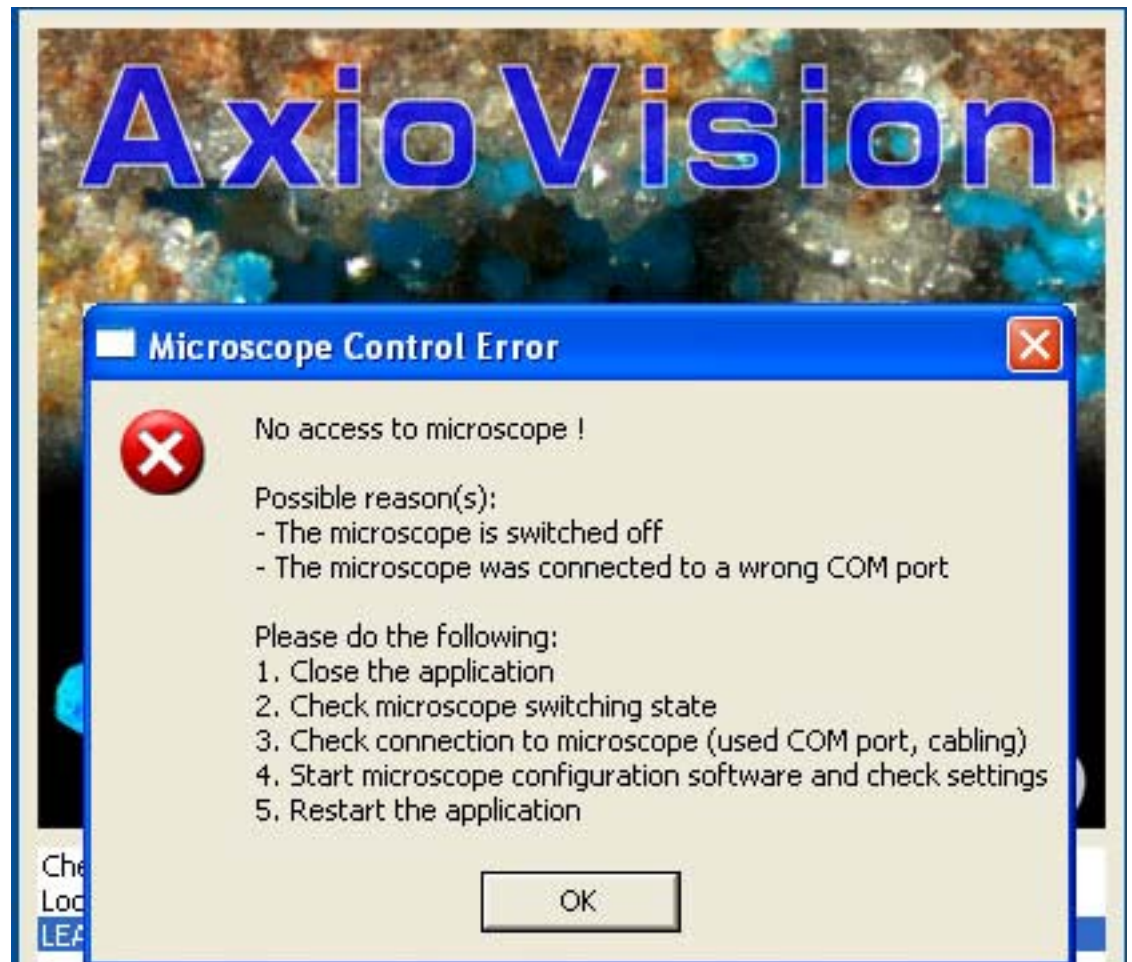 AxioVision
Microscope Control Error
No access to microscope !
Possible reason(s):
- The microscope is switched off
- The microscope was connected to a wrong COM port
Please do the following:
1. Close the application
2. Check microscope switching state
3. Check connection to microscope (used COM port, cabling)
4. Start microscope configuration software and check settings
5. Restart the application
OK